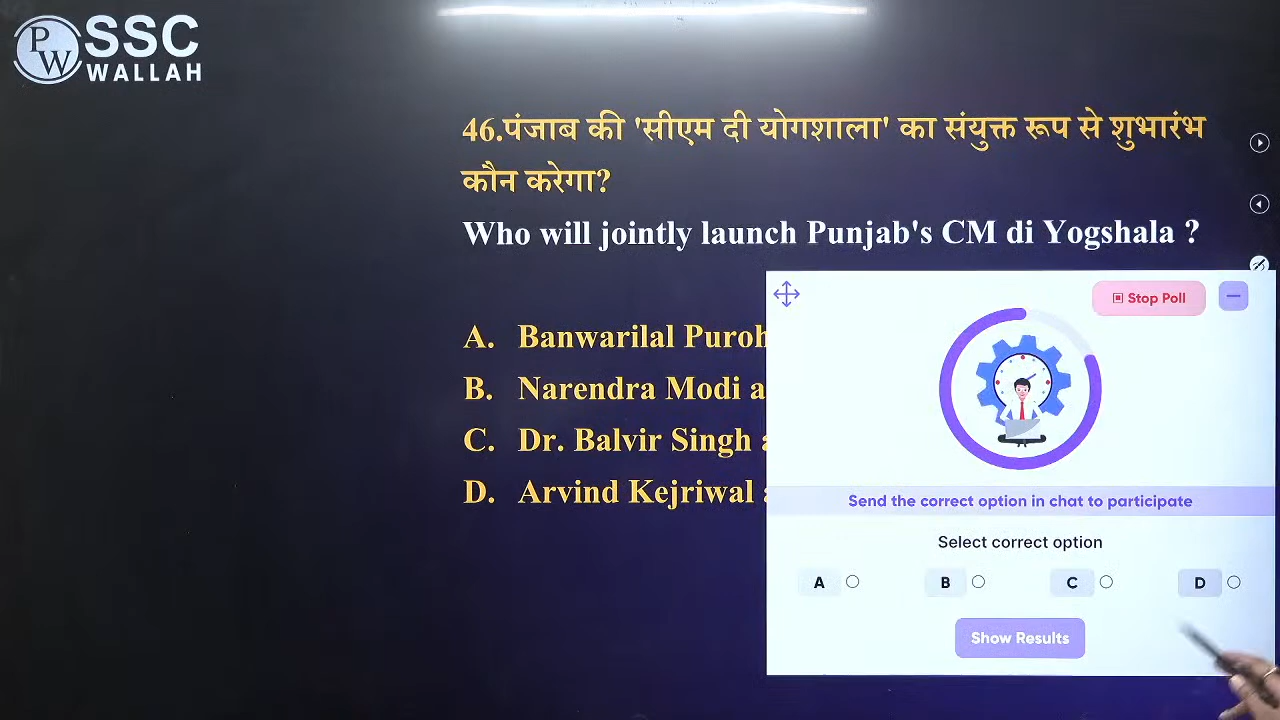 PW SSC
WALLAH
46.पंजाब की 'सीएम दी योगशाला' का संयुक्त रूप से शुभारंभ
कौन करेगा?
Who will jointly launch Punjab's CM di Yogshala ?
A. Banwarilal
B. Narendra Modi
C. Dr. Balvir Singh
D. Arvind Kejriwal
Stop Poll
Send the correct option in chat to participate
Select correct option
A B C D
Show Results